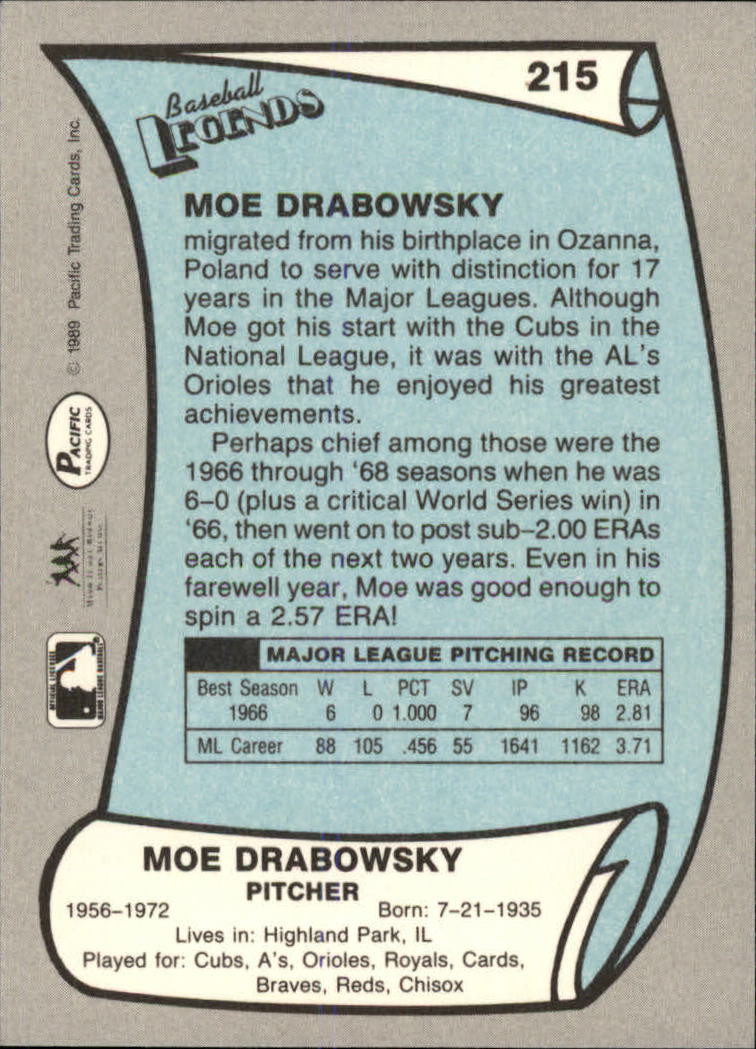 215
Baseball
LEGENDS
MOE DRABOWSKY
migrated from his birthplace in Ozanna,
Poland to serve with distinction for 17
years in the Major Leagues. Although
Moe got his start with the Cubs in the
National League, it was with the AL's
Orioles that he enjoyed his greatest
achievements.
Perhaps chief among those were the
1966 through '68 seasons when he was
6–0 (plus a critical World Series win) in
'66, then went on to post sub–2.00 ERAs
each of the next two years. Even in his
farewell year, Moe was good enough to
spin a 2.57 ERA!
MAJOR LEAGUE PITCHING RECORD
Best Season W L PCT SV IP K ERA
1966 6 0 1.000 7 96 98 2.81
ML Career 88 105 .456 55 1641 1162 3.71
MOE DRABOWSKY
PITCHER
1956–1972 Born: 7–21–1935
Lives in: Highland Park, IL
Played for: Cubs, A's, Orioles, Royals, Cards,
Braves, Reds, Chisox
© 1989 Pacific Trading Cards, Inc.
PACIFIC
TRADING CARDS
MAJOR LEAGUE BASEBALL®